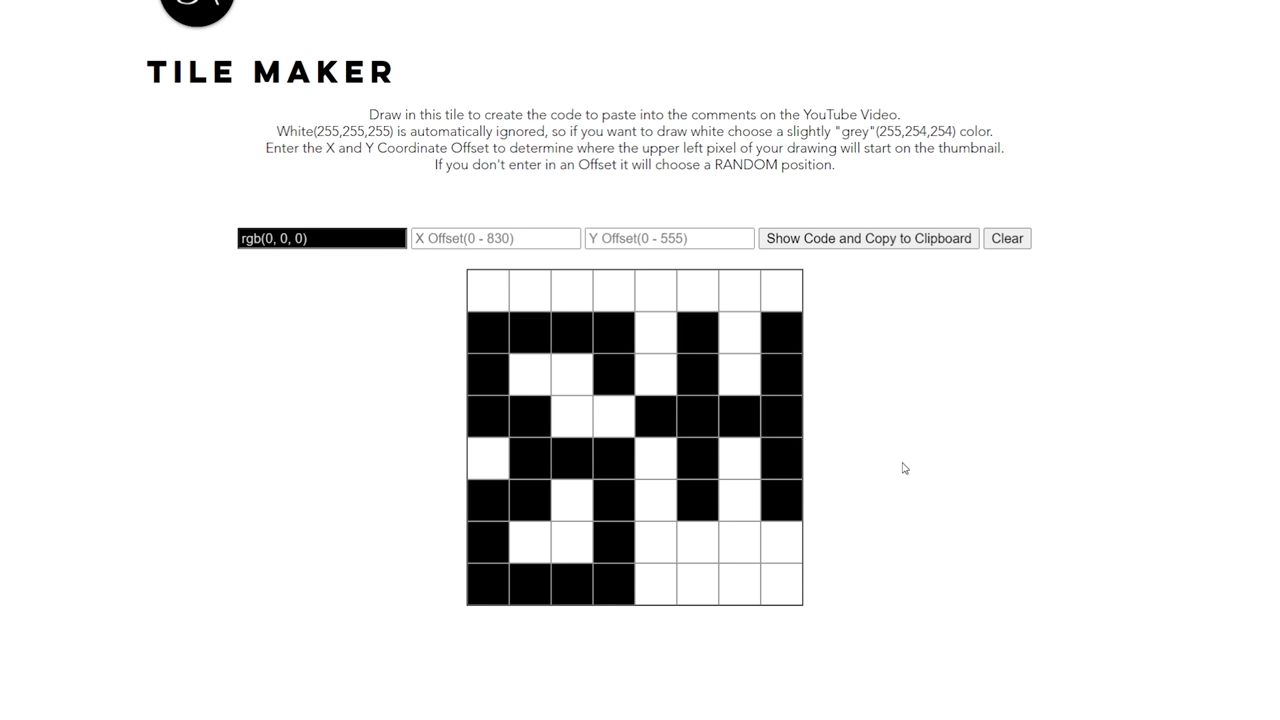 TILE MAKER
Draw in this tile to create the code to paste into the comments on the YouTube Video.
White(255,255,255) is automatically ignored, so if you want to draw white choose a slightly "grey"(255,254,254) color.
Enter the X and Y Coordinate Offset to determine where the upper left pixel of your drawing will start on the thumbnail.
If you don't enter in an Offset it will choose a RANDOM position.
rgb(0, 0, 0) X Offset(0 - 830) Y Offset(0 - 555) Show Code and Copy to Clipboard Clear